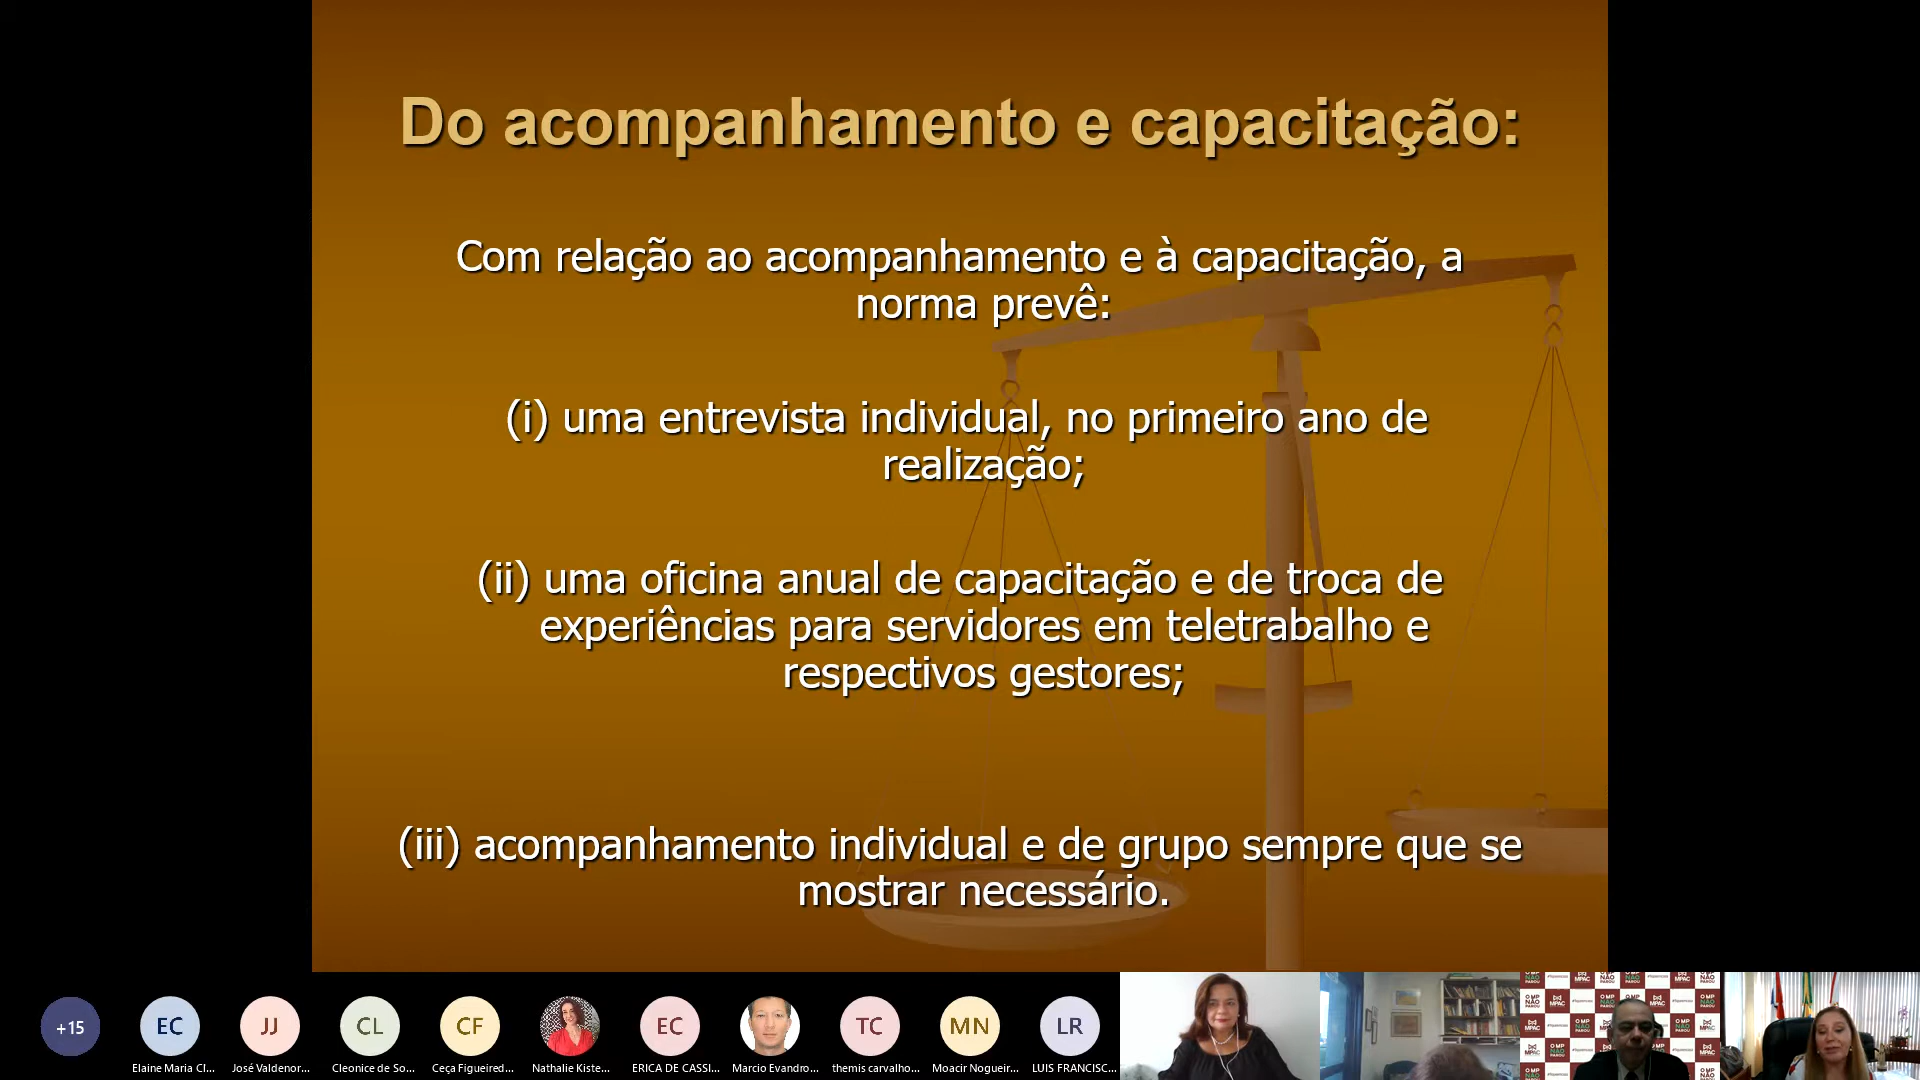 Do acompanhamento e capacitação:
Com relação ao acompanhamento e à capacitação, a
norma prevê:
(i) uma entrevista individual, no primeiro ano de
realização;
(ii) uma oficina anual de capacitação e de troca de
experiências para servidores em teletrabalho e
respectivos gestores;
(iii) acompanhamento individual e de grupo sempre que se
mostrar necessário.
+15
EC
JJ
CL
CF
EC
TC
MN
LR
Elaine Maria Cl...
José Valdenor...
Cleonice de So...
Ceça Figueired...
Nathalie Kiste...
ERICA DE CASSI...
Marcio Evandro...
themis carvalho...
Moacir Nogueir...
LUIS FRANCISC...
O MP
NÃO
PAROU
MPAC